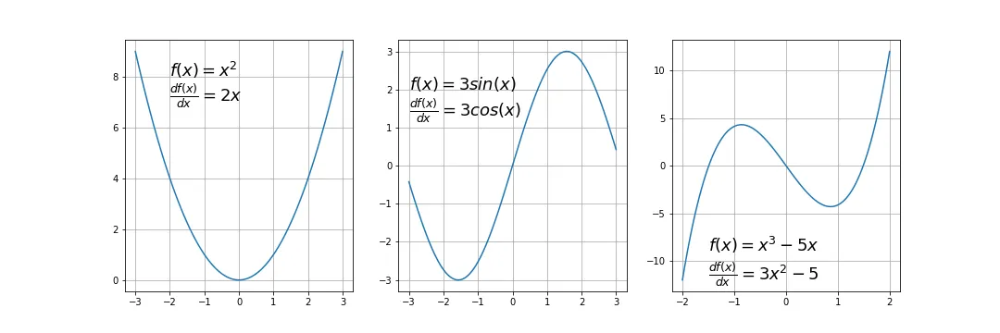 f(x) = x²
df(x)/dx = 2x
8
6
4
2
0
−3 −2 −1 0 1 2 3
f(x) = 3sin(x)
df(x)/dx = 3cos(x)
3
2
1
0
−1
−2
−3
−3 −2 −1 0 1 2 3
10
5
0
−5
−10
f(x) = x³ − 5x
df(x)/dx = 3x² − 5
−2 −1 0 1 2